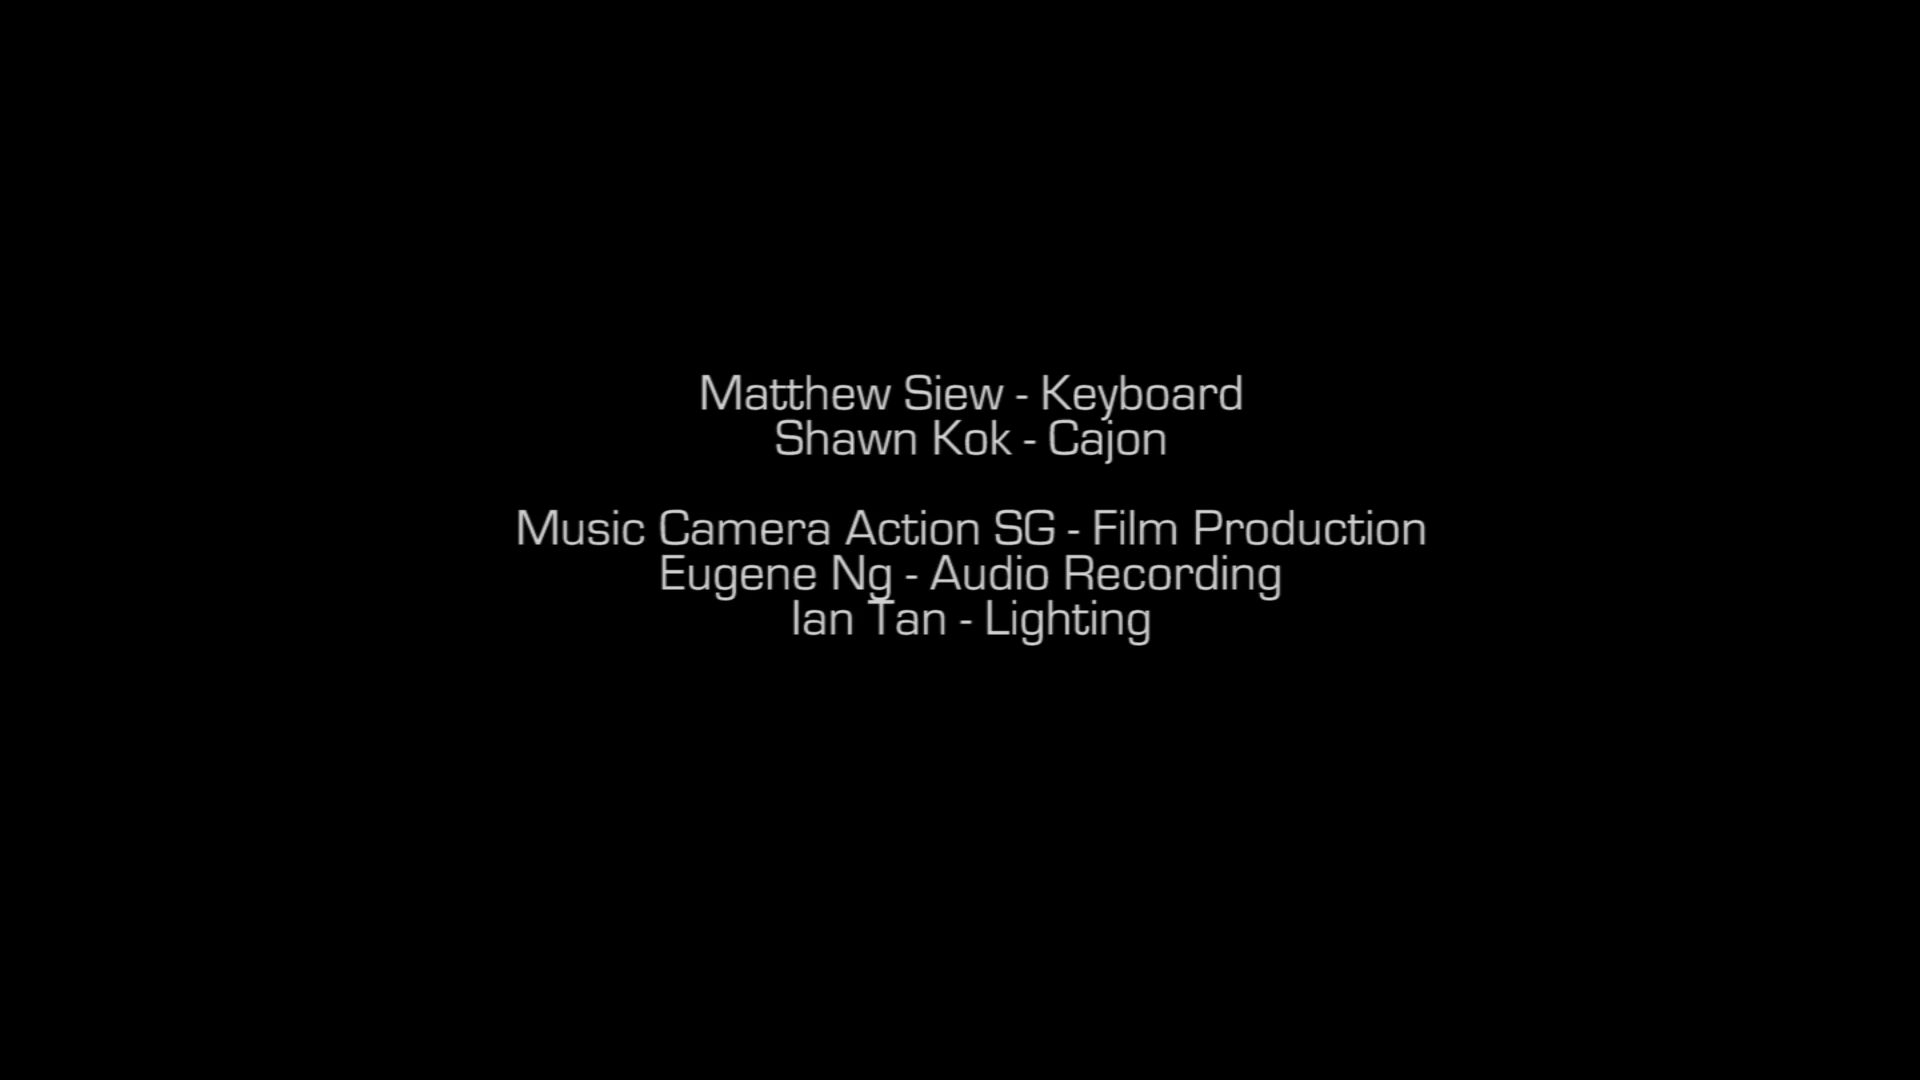 Matthew Siew - Keyboard
Shawn Kok - Cajon
Music Camera Action SG - Film Production
Eugene Ng - Audio Recording
Ian Tan - Lighting